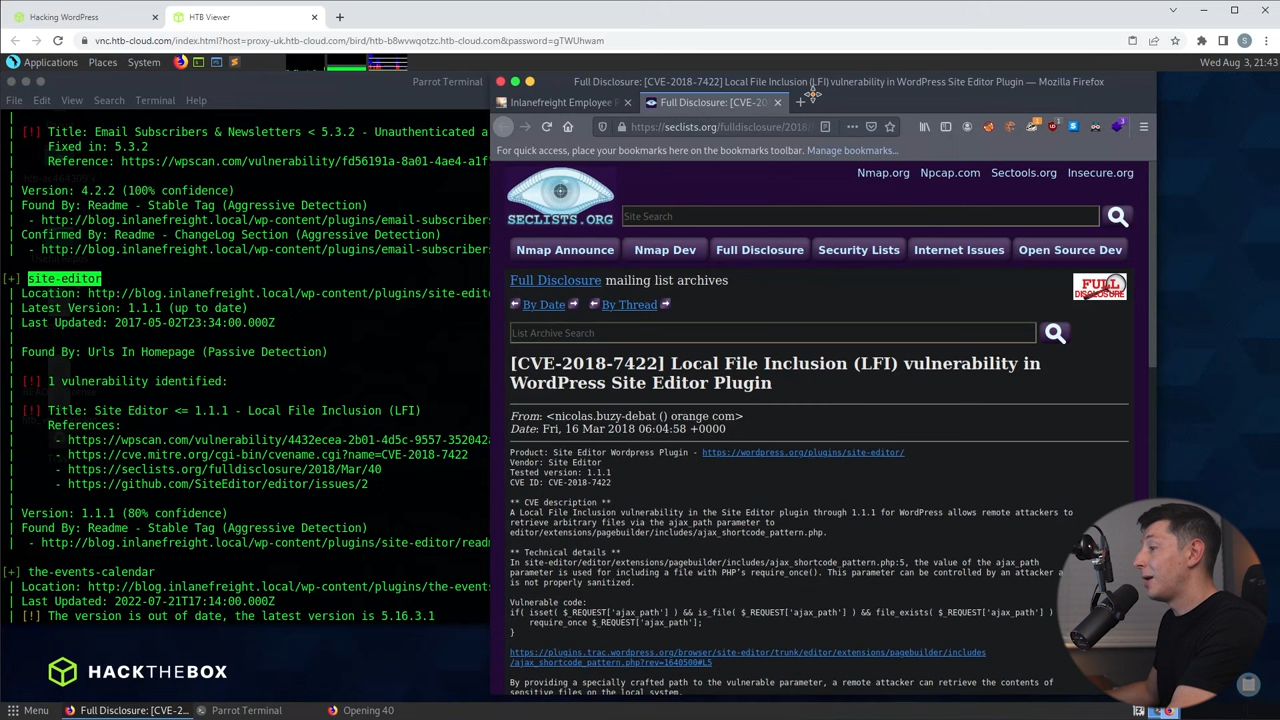 Hacking WordPress
HTB Viewer
vnc.htb-cloud.com/index.html?host=proxy-uk.htb-cloud.com/bird/htb-b8wvwqotzc.htb-cloud.com&password=gTWUhwam
S
Applications Places System
Wed Aug 3, 21:43
Parrot Terminal
File Edit View Search Terminal Help
|
| [!] Title: Email Subscribers & Newsletters < 5.3.2 - Unauthenticated a
| Fixed in: 5.3.2
| Reference: https://wpscan.com/vulnerability/fd56191a-8a01-4ae4-a1f
|
| Version: 4.2.2 (100% confidence)
| Found By: Readme - Stable Tag (Aggressive Detection)
| - http://blog.inlanefreight.local/wp-content/plugins/email-subscribers
| Confirmed By: Readme - ChangeLog Section (Aggressive Detection)
| - http://blog.inlanefreight.local/wp-content/plugins/email-subscribers
[+] site-editor
| Location: http://blog.inlanefreight.local/wp-content/plugins/site-edito
| Latest Version: 1.1.1 (up to date)
| Last Updated: 2017-05-02T23:34:00.000Z
|
| Found By: Urls In Homepage (Passive Detection)
|
| [!] 1 vulnerability identified:
|
| [!] Title: Site Editor <= 1.1.1 - Local File Inclusion (LFI)
| References:
| - https://wpscan.com/vulnerability/4432ecea-2b01-4d5c-9557-352042a
| - https://cve.mitre.org/cgi-bin/cvename.cgi?name=CVE-2018-7422
| - https://seclists.org/fulldisclosure/2018/Mar/40
| - https://github.com/SiteEditor/editor/issues/2
|
| Version: 1.1.1 (80% confidence)
| Found By: Readme - Stable Tag (Aggressive Detection)
| - http://blog.inlanefreight.local/wp-content/plugins/site-editor/readm
[+] the-events-calendar
| Location: http://blog.inlanefreight.local/wp-content/plugins/the-events
| Last Updated: 2022-07-21T17:14:00.000Z
| [!] The version is out of date, the latest version is 5.16.3.1
HACKTHEBOX
Full Disclosure: [CVE-2018-7422] Local File Inclusion (LFI) vulnerability in WordPress Site Editor Plugin — Mozilla Firefox
Inlanefreight Employee P
Full Disclosure: [CVE-20
https://seclists.org/fulldisclosure/2018/
For quick access, place your bookmarks here on the bookmarks toolbar. Manage bookmarks...
Nmap.org Npcap.com Sectools.org Insecure.org
SECLISTS.ORG
Site Search
Nmap Announce Nmap Dev Full Disclosure Security Lists Internet Issues Open Source Dev
Full Disclosure mailing list archives
FULL DISCLOSURE
By Date By Thread
List Archive Search
[CVE-2018-7422] Local File Inclusion (LFI) vulnerability in
WordPress Site Editor Plugin
From: <nicolas.buzy-debat () orange com>
Date: Fri, 16 Mar 2018 06:04:58 +0000
Product: Site Editor Wordpress Plugin - https://wordpress.org/plugins/site-editor/
Vendor: Site Editor
Tested version: 1.1.1
CVE ID: CVE-2018-7422
** CVE description **
A Local File Inclusion vulnerability in the Site Editor plugin through 1.1.1 for WordPress allows remote attackers to
retrieve arbitrary files via the ajax_path parameter to
editor/extensions/pagebuilder/includes/ajax_shortcode_pattern.php.
** Technical details **
In site-editor/editor/extensions/pagebuilder/includes/ajax_shortcode_pattern.php:5, the value of the ajax_path
parameter is used for including a file with PHP's require_once(). This parameter can be controlled by an attacker a
is not properly sanitized.
Vulnerable code:
if( isset( $_REQUEST['ajax_path'] ) && is_file( $_REQUEST['ajax_path'] ) && file_exists( $_REQUEST['ajax_path'] )
require_once $_REQUEST['ajax_path'];
}
https://plugins.trac.wordpress.org/browser/site-editor/trunk/editor/extensions/pagebuilder/includes
/ajax_shortcode_pattern.php?rev=1640500#L5
By providing a specially crafted path to the vulnerable parameter, a remote attacker can retrieve the contents of
sensitive files on the local system.
Menu
Full Disclosure: [CVE-2...
Parrot Terminal
Opening 40